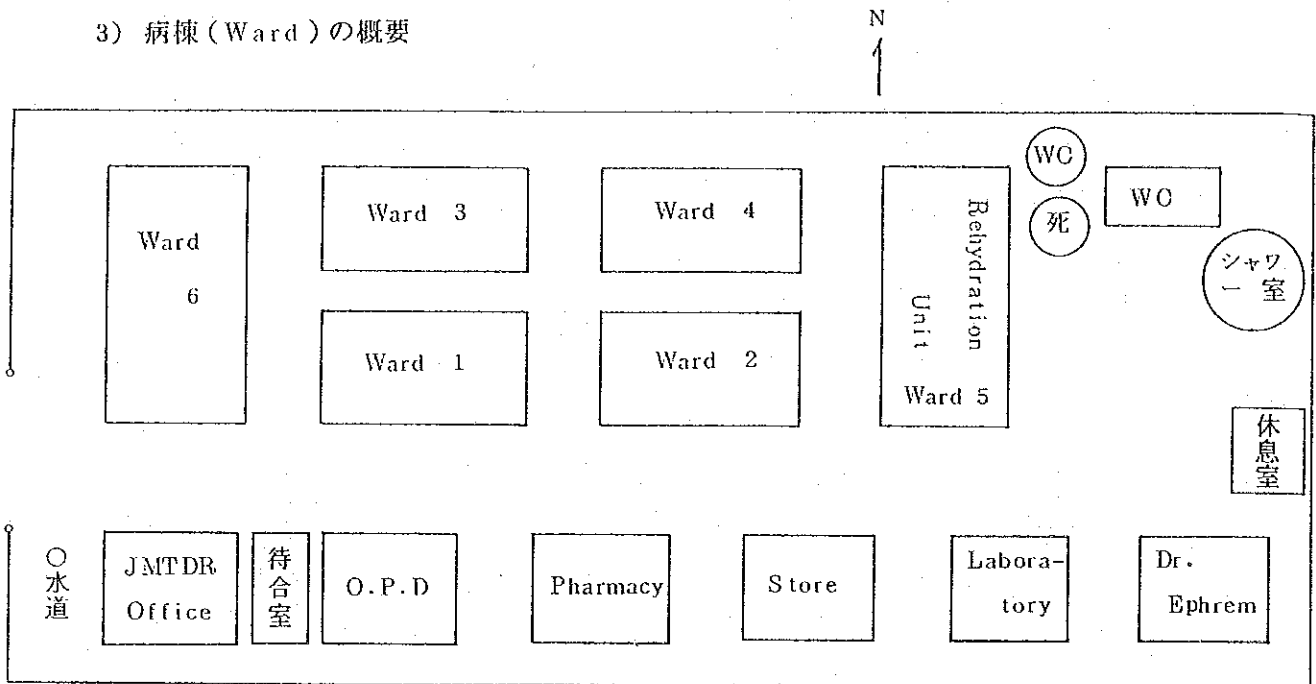 3) 病棟(Ward)の概要
N
WC
WC
死
シャワ
ー 室
Ward
6
Ward 3
Ward 4
Rehydration
Unit
Ward 1
Ward 2
Ward 5
休息室
○水道
JMTDR
Office
待合室
O.P.D
Pharmacy
Store
Labora-
tory
Dr.
Ephrem